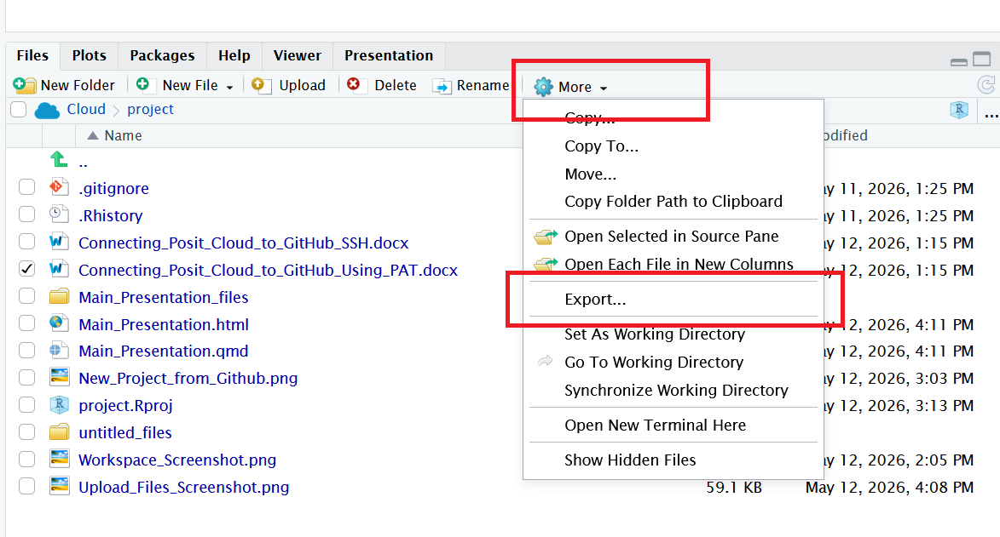 Files Plots Packages Help Viewer Presentation
New Folder New File Upload Delete Rename More
Cloud project R ...
Name odified
..
.gitignore ay 11, 2026, 1:25 PM
.Rhistory ay 11, 2026, 1:25 PM
Connecting_Posit_Cloud_to_GitHub_SSH.docx ay 12, 2026, 1:15 PM
Connecting_Posit_Cloud_to_GitHub_Using_PAT.docx ay 12, 2026, 1:15 PM
Main_Presentation_files
Main_Presentation.html ay 12, 2026, 4:11 PM
Main_Presentation.qmd ay 12, 2026, 4:11 PM
New_Project_from_Github.png ay 12, 2026, 3:03 PM
project.Rproj ay 12, 2026, 3:13 PM
untitled_files
Workspace_Screenshot.png ay 12, 2026, 2:05 PM
Upload_Files_Screenshot.png 59.1 KB May 12, 2026, 4:08 PM
Copy...
Copy To...
Move...
Copy Folder Path to Clipboard
Open Selected in Source Pane
Open Each File in New Columns
Export...
Set As Working Directory
Go To Working Directory
Synchronize Working Directory
Open New Terminal Here
Show Hidden Files